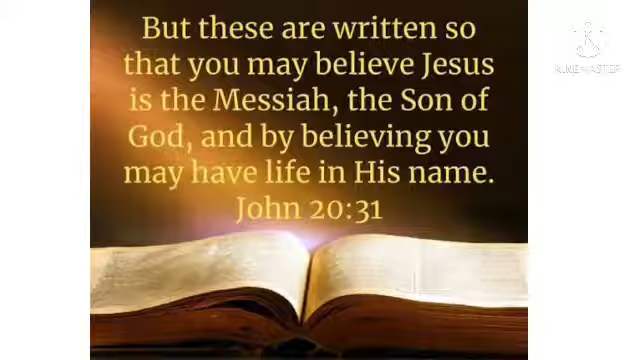 But these are written so
that you may believe Jesus
is the Messiah, the Son of
God, and by believing you
may have life in His name.
John 20:31
KINEMASTER